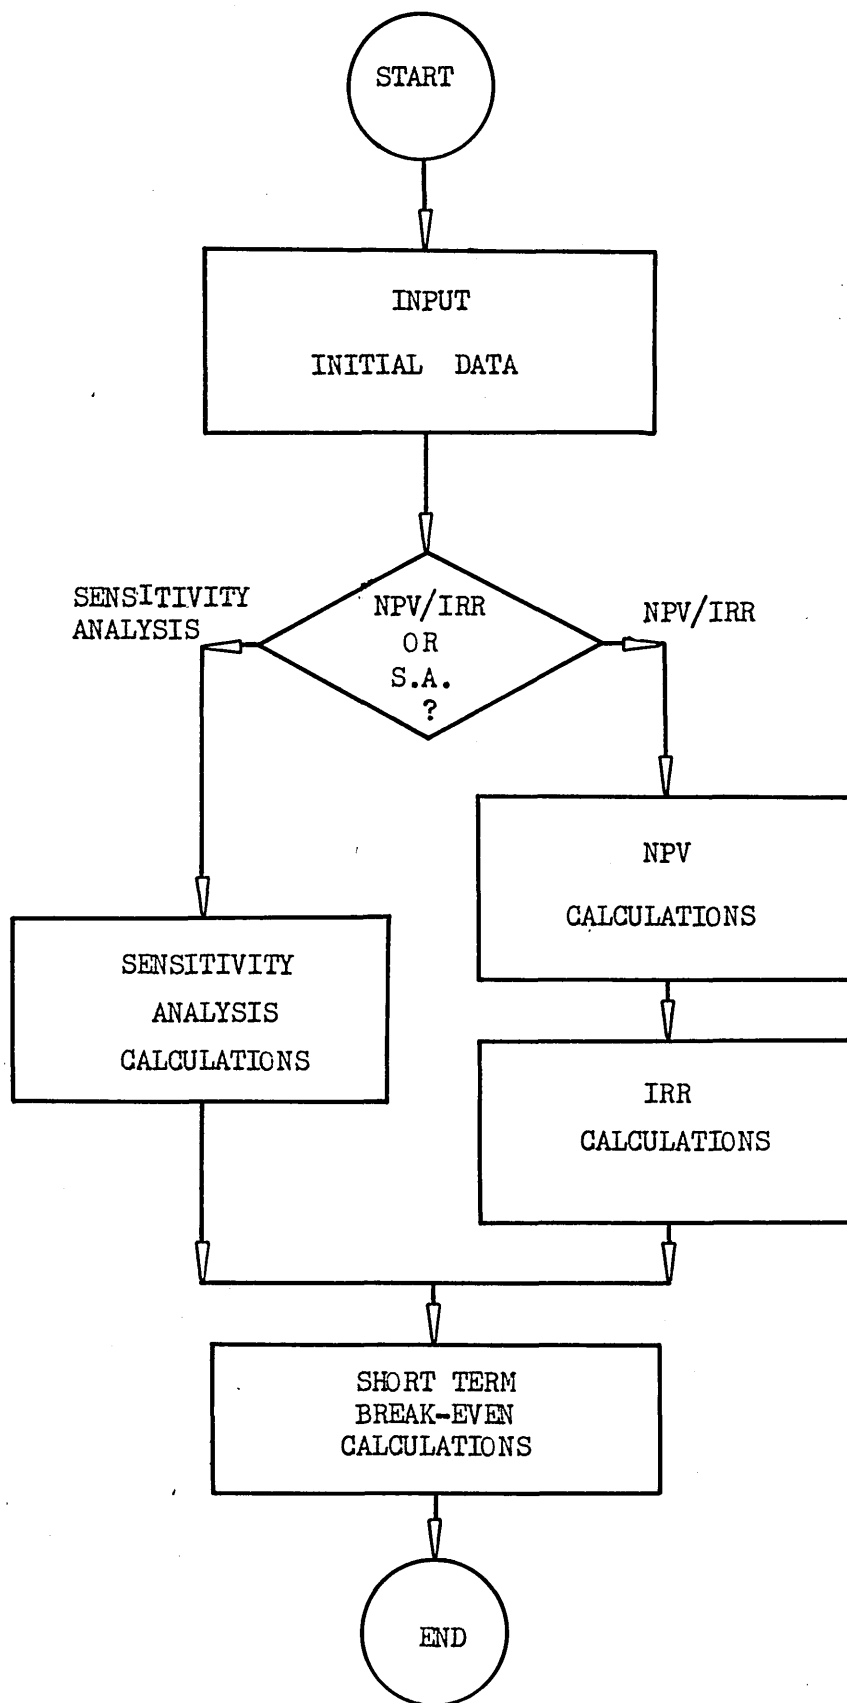 START
INPUT
INITIAL DATA
SENSITIVITY
ANALYSIS
NPV/IRR
OR
S.A.
?
NPV/IRR
NPV
CALCULATIONS
SENSITIVITY
ANALYSIS
CALCULATIONS
IRR
CALCULATIONS
SHORT TERM
BREAK-EVEN
CALCULATIONS
END